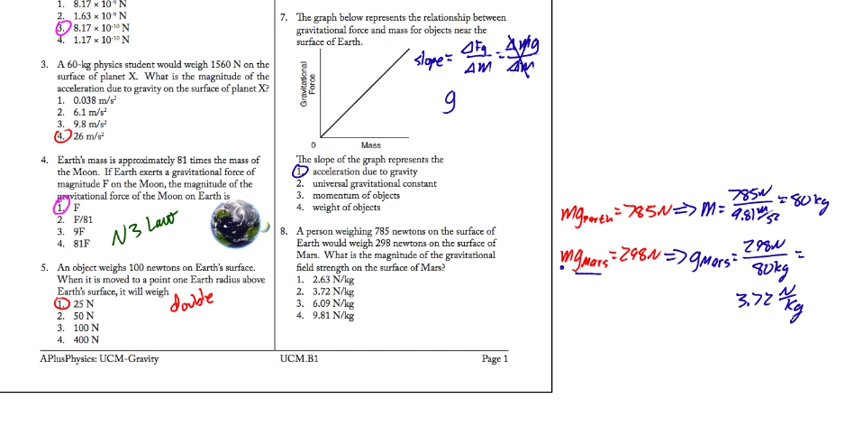 1. 8.17 × 10⁻⁹ N
2. 1.63 × 10⁻⁹ N
3. 8.17 × 10⁻¹⁰ N
4. 1.17 × 10⁻¹⁰ N
3. A 60-kg physics student would weigh 1560 N on the
surface of planet X. What is the magnitude of the
acceleration due to gravity on the surface of planet X?
1. 0.038 m/s²
2. 6.1 m/s²
3. 9.8 m/s²
4. 26 m/s²
4. Earth's mass is approximately 81 times the mass of
the Moon. If Earth exerts a gravitational force of
magnitude F on the Moon, the magnitude of the
gravitational force of the Moon on Earth is
1. F
2. F/81
3. 9F
4. 81F
N3 Law
5. An object weighs 100 newtons on Earth's surface.
When it is moved to a point one Earth radius above
Earth's surface, it will weigh
double
1. 25 N
2. 50 N
3. 100 N
4. 400 N
7. The graph below represents the relationship between
gravitational force and mass for objects near the
surface of Earth.
slope = ΔFg/ΔM = Δmg/ΔM
g
Gravitational
Force
0
Mass
The slope of the graph represents the
1. acceleration due to gravity
2. universal gravitational constant
3. momentum of objects
4. weight of objects
8. A person weighing 785 newtons on the surface of
Earth would weigh 298 newtons on the surface of
Mars. What is the magnitude of the gravitational
field strength on the surface of Mars?
1. 2.63 N/kg
2. 3.72 N/kg
3. 6.09 N/kg
4. 9.81 N/kg
mgEarth = 785N => m = 785N/9.81 m/s² = 80kg
mgMars = 298N => gMars = 298N/80kg =
3.72 N/kg
APlusPhysics: UCM-Gravity
UCM.B1
Page 1